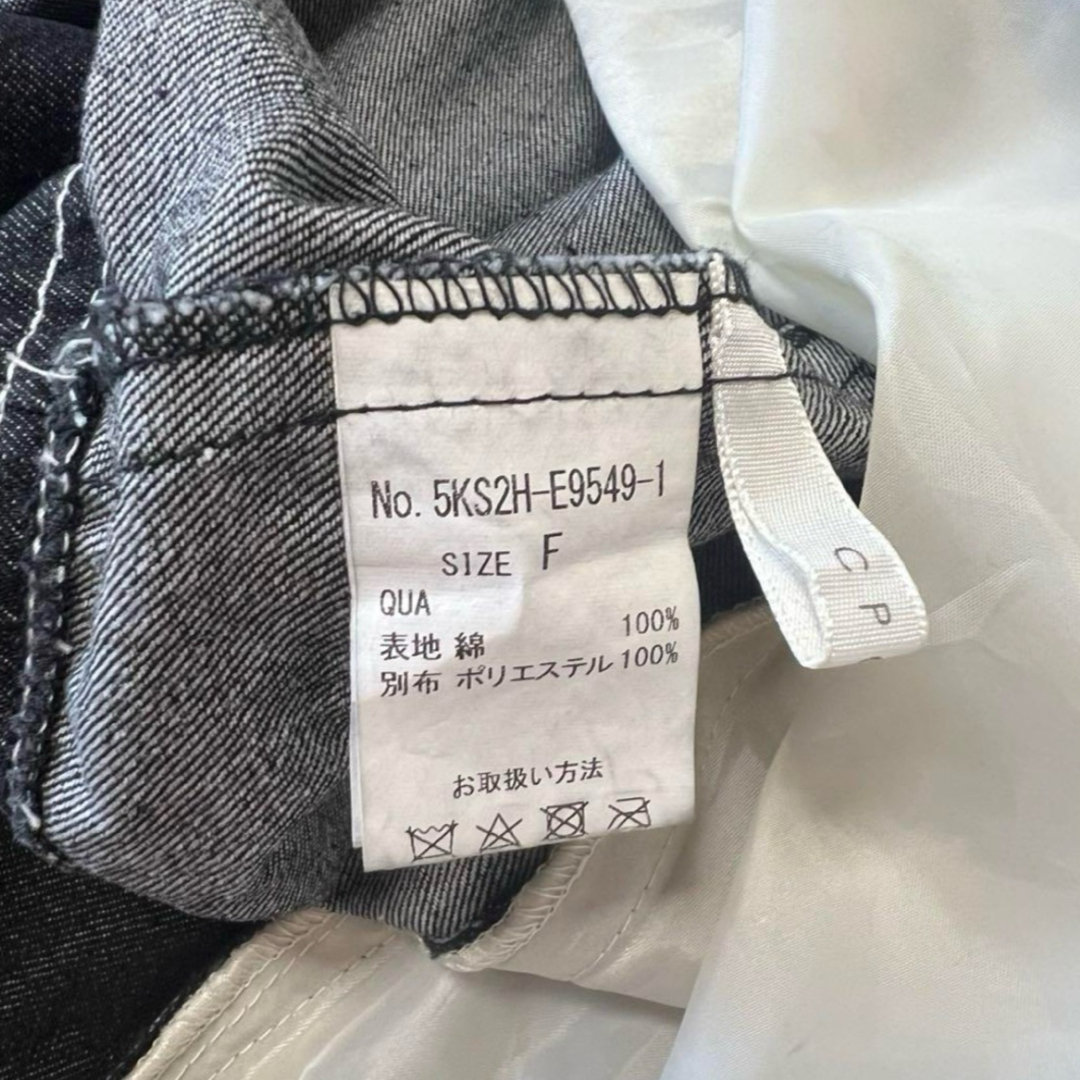 No. 5KS2H-E9549-1
SIZE F
QUA
表地 綿 100%
別布 ポリエステル 100%
お取扱い方法
C P